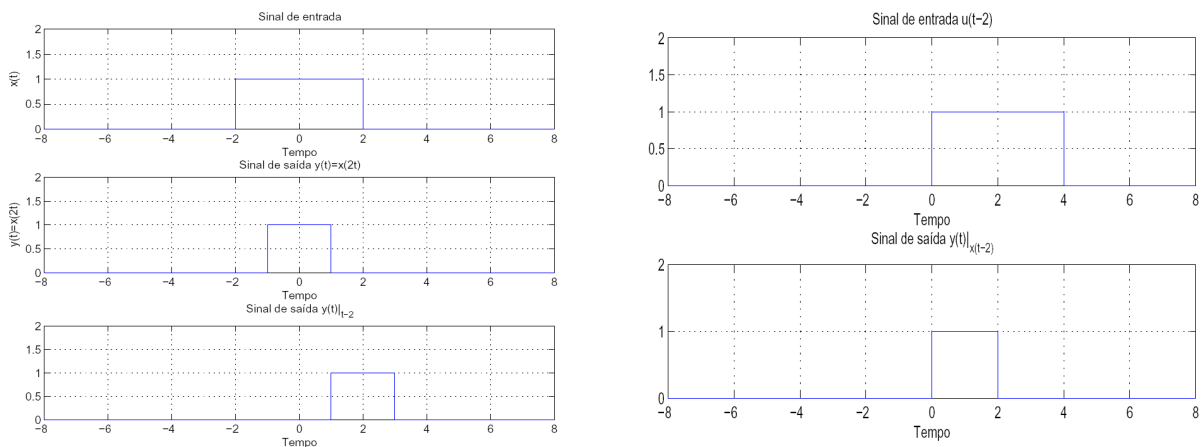 Sinal de entrada
2
1.5
1
0.5
0
x(t)
−8 −6 −4 −2 0 2 4 6 8
Tempo
Sinal de saída y(t)=x(2t)
2
1.5
1
0.5
0
y(t)=x(2t)
−8 −6 −4 −2 0 2 4 6 8
Tempo
Sinal de saída y(t)|t−2
2
1.5
1
0.5
0
−8 −6 −4 −2 0 2 4 6 8
Tempo
Sinal de entrada u(t−2)
2
1.5
1
0.5
0
−8 −6 −4 −2 0 2 4 6 8
Tempo
Sinal de saída y(t)|x(t−2)
2
1
0
−8 −6 −4 −2 0 2 4 6 8
Tempo